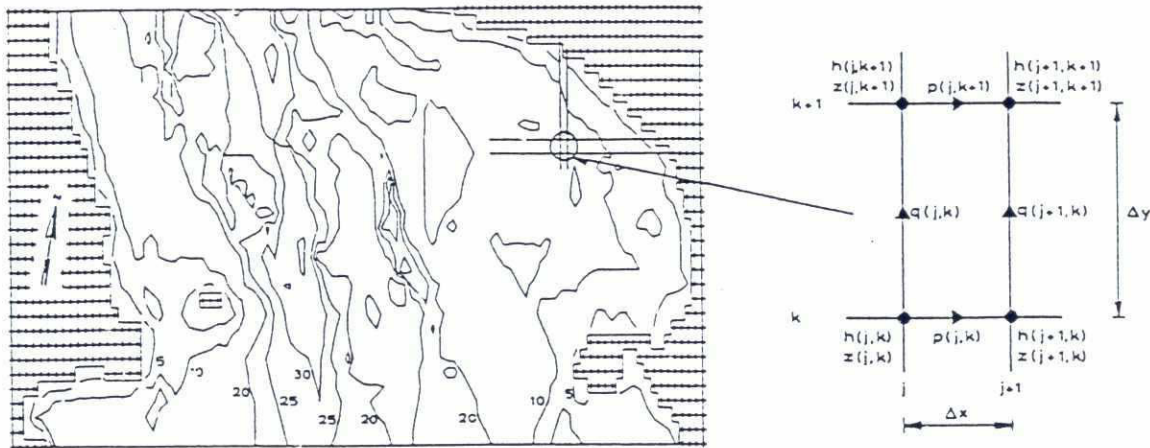 h(j,k+1) h(j+1,k+1)
z(j,k+1) p(j,k+1) z(j+1,k+1)
k+1
q(j,k) q(j+1,k) Δy
k
h(j,k) p(j,k) h(j+1,k)
z(j,k) z(j+1,k)
j j+1
Δx
5 10 20 25 30 25 20 20 10 5